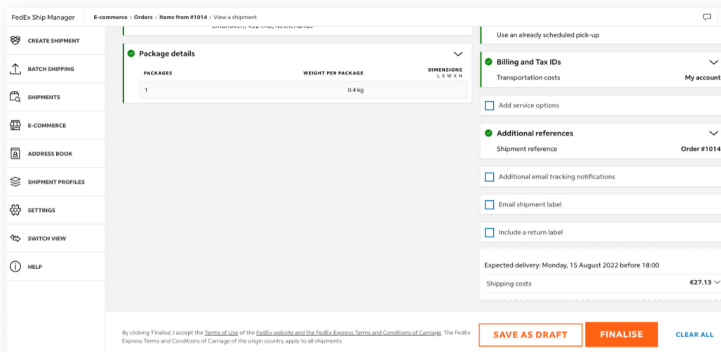 FedEx Ship Manager
E-commerce › Orders › Items from #1014 › View a shipment
CREATE SHIPMENT
BATCH SHIPPING
SHIPMENTS
E-COMMERCE
ADDRESS BOOK
SHIPMENT PROFILES
SETTINGS
SWITCH VIEW
HELP
Package details
PACKAGES WEIGHT PER PACKAGE DIMENSIONS
L X W X H
1 0.4 kg
Use an already scheduled pick-up
Billing and Tax IDs
Transportation costs My account
Add service options
Additional references
Shipment reference Order #1014
Additional email tracking notifications
Email shipment label
Include a return label
Expected delivery: Monday, 15 August 2022 before 18:00
Shipping costs €27.13
By clicking 'Finalise', I accept the Terms of Use of the FedEx website and the FedEx Express Terms and Conditions of Carriage. The FedEx
Express Terms and Conditions of Carriage of the origin country apply to all shipments.
SAVE AS DRAFT
FINALISE
CLEAR ALL